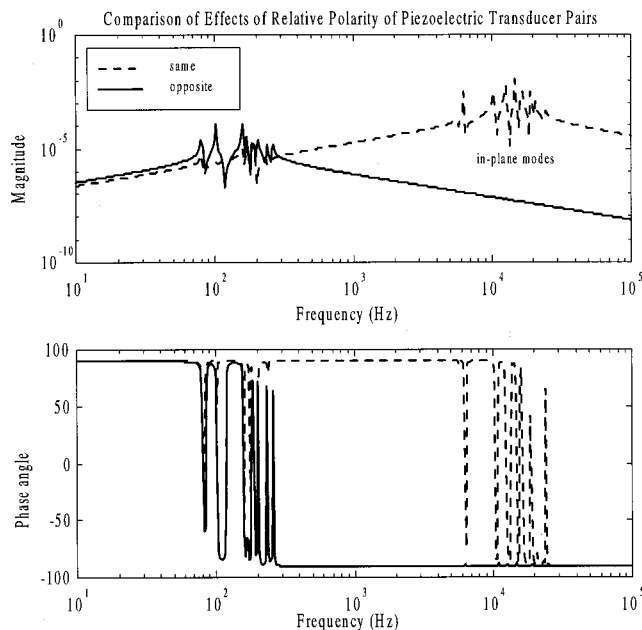 Comparison of Effects of Relative Polarity of Piezoelectric Transducer Pairs
10^0
same
opposite
10^-5
in-plane modes
10^-10
Magnitude
10^1 10^2 10^3 10^4 10^5
Frequency (Hz)
100
50
0
-50
-100
Phase angle
10^1 10^2 10^3 10^4 10^5
Frequency (Hz)